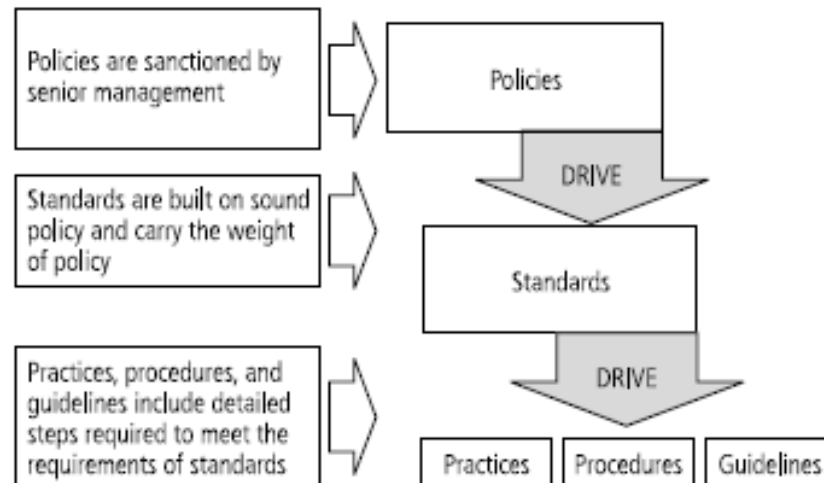 Policies are sanctioned by
senior management
Policies
DRIVE
Standards are built on sound
policy and carry the weight
of policy
Standards
DRIVE
Practices, procedures, and
guidelines include detailed
steps required to meet the
requirements of standards
Practices
Procedures
Guidelines